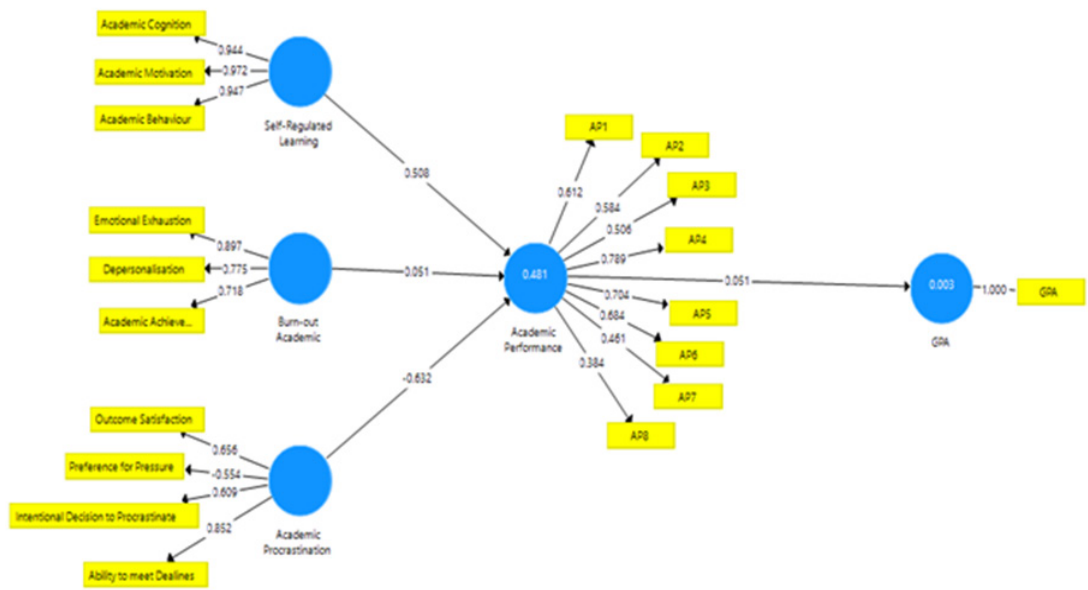 Academic Cognition
0.944
Academic Motivation
0.972
0.947
Academic Behaviour
Self-Regulated
Learning
0.508
Emotional Exhaustion
0.897
Depersonalisation
0.775
0.718
Academic Achieve...
Burn-out
Academic
0.051
Outcome Satisfaction
0.656
Preference for Pressure
-0.554
0.609
Intentional Decision to Procrastinate
0.852
Ability to meet Dealines
Academic
Procrastination
-0.632
0.481
Academic
Performance
AP1
0.612
AP2
0.584
AP3
0.506
AP4
0.789
AP5
0.704
AP6
0.684
AP7
0.461
AP8
0.384
0.051
0.003
GPA
1.000
GPA